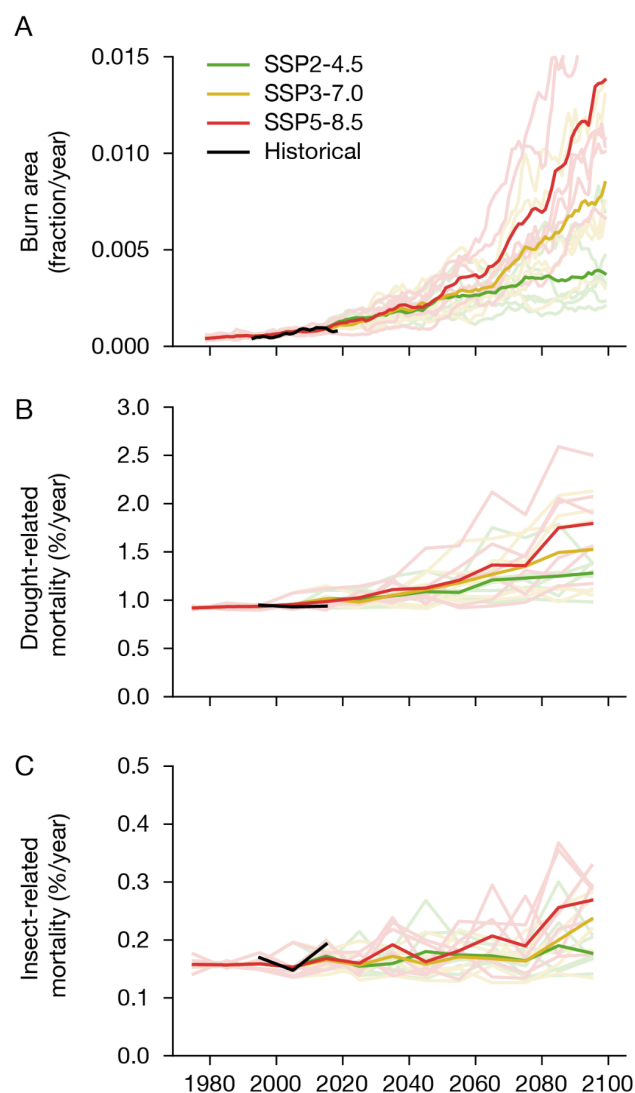 A
0.015
0.010
0.005
0.000
Burn area
(fraction/year)
SSP2-4.5
SSP3-7.0
SSP5-8.5
Historical
B
3.0
2.5
2.0
1.5
1.0
0.5
0.0
Drought-related
mortality (%/year)
C
0.5
0.4
0.3
0.2
0.1
0.0
Insect-related
mortality (%/year)
1980 2000 2020 2040 2060 2080 2100